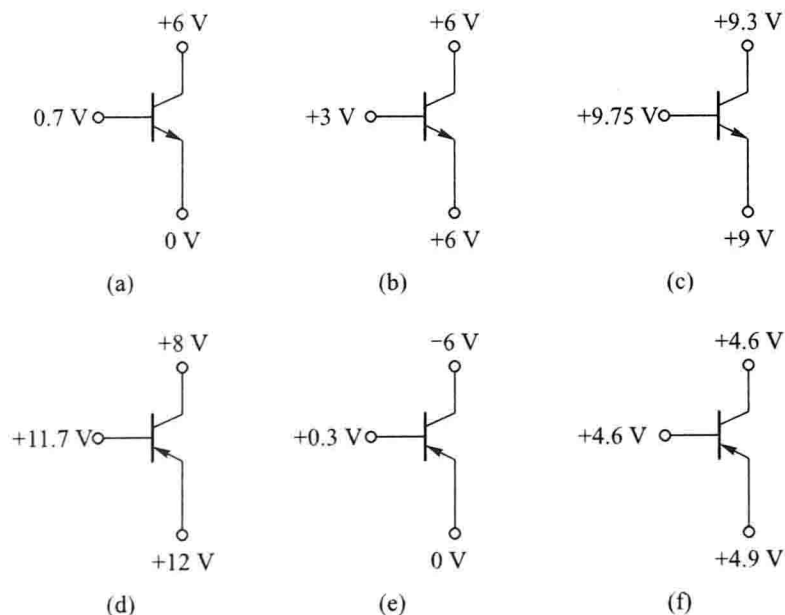 +6 V +6 V +9.3 V
0.7 V +3 V +9.75 V
0 V +6 V +9 V
(a) (b) (c)
+8 V −6 V +4.6 V
+11.7 V +0.3 V +4.6 V
+12 V 0 V +4.9 V
(d) (e) (f)